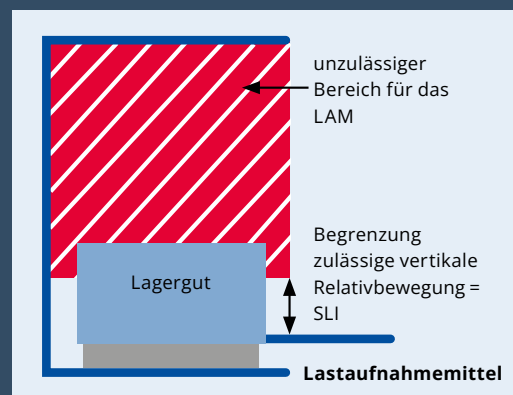 unzulässiger
Bereich für das
LAM
Begrenzung
zulässige vertikale
Relativbewegung =
SLI
Lagergut
Lastaufnahmemittel